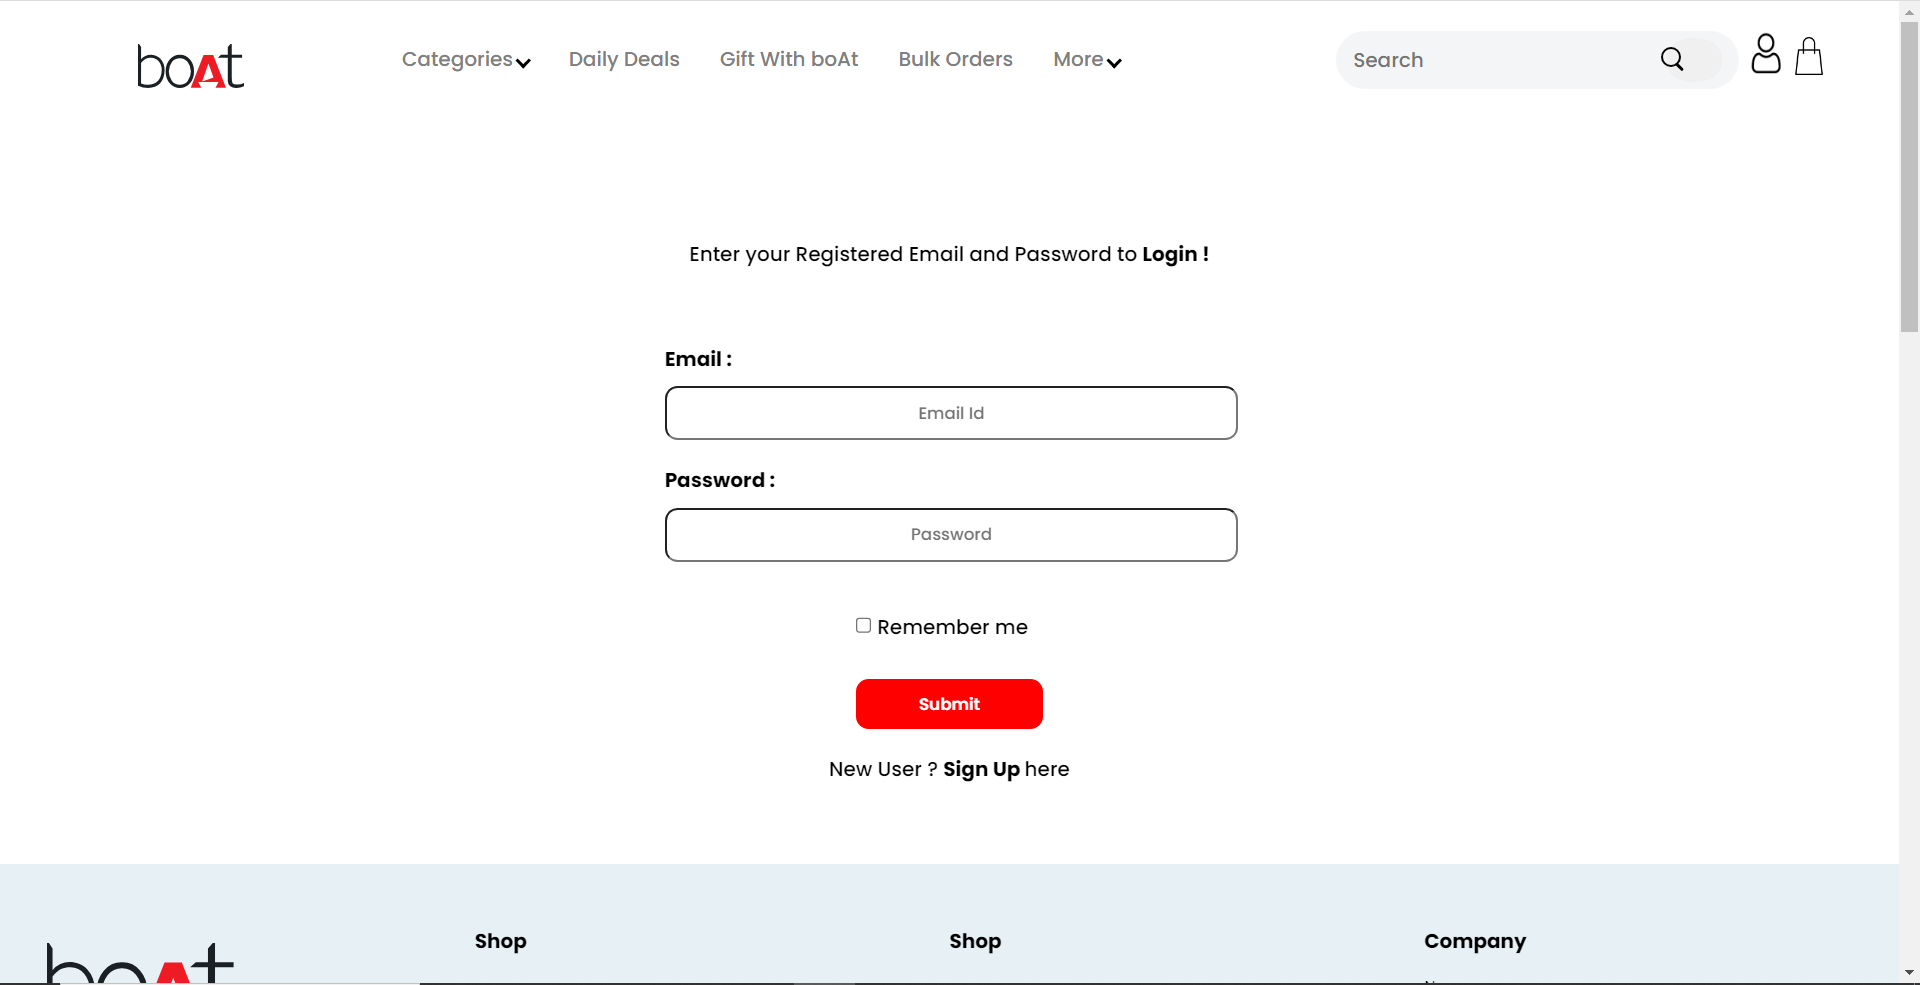 boAt Categories Daily Deals Gift With boAt Bulk Orders More Search
Enter your Registered Email and Password to Login !
Email :
Email Id
Password :
Password
Remember me
Submit
New User ? Sign Up here
boAt Shop Shop Company